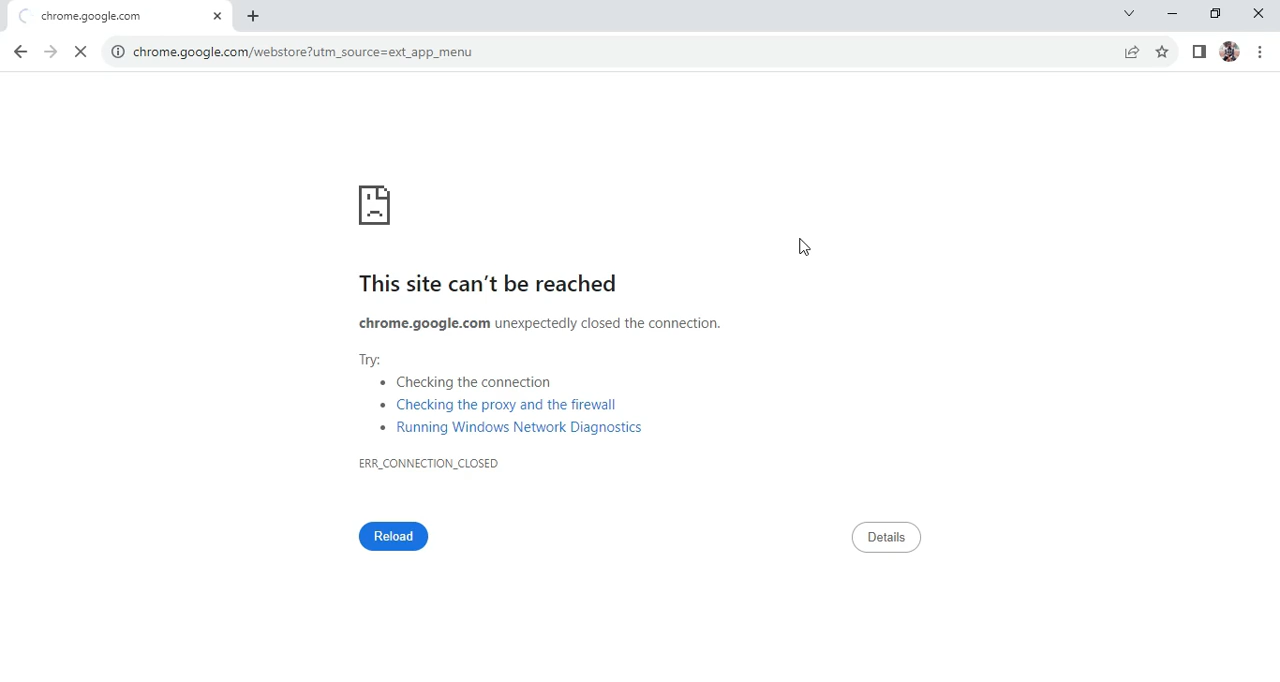 chrome.google.com
chrome.google.com/webstore?utm_source=ext_app_menu
This site can’t be reached
chrome.google.com unexpectedly closed the connection.
Try:
• Checking the connection
• Checking the proxy and the firewall
• Running Windows Network Diagnostics
ERR_CONNECTION_CLOSED
Reload
Details